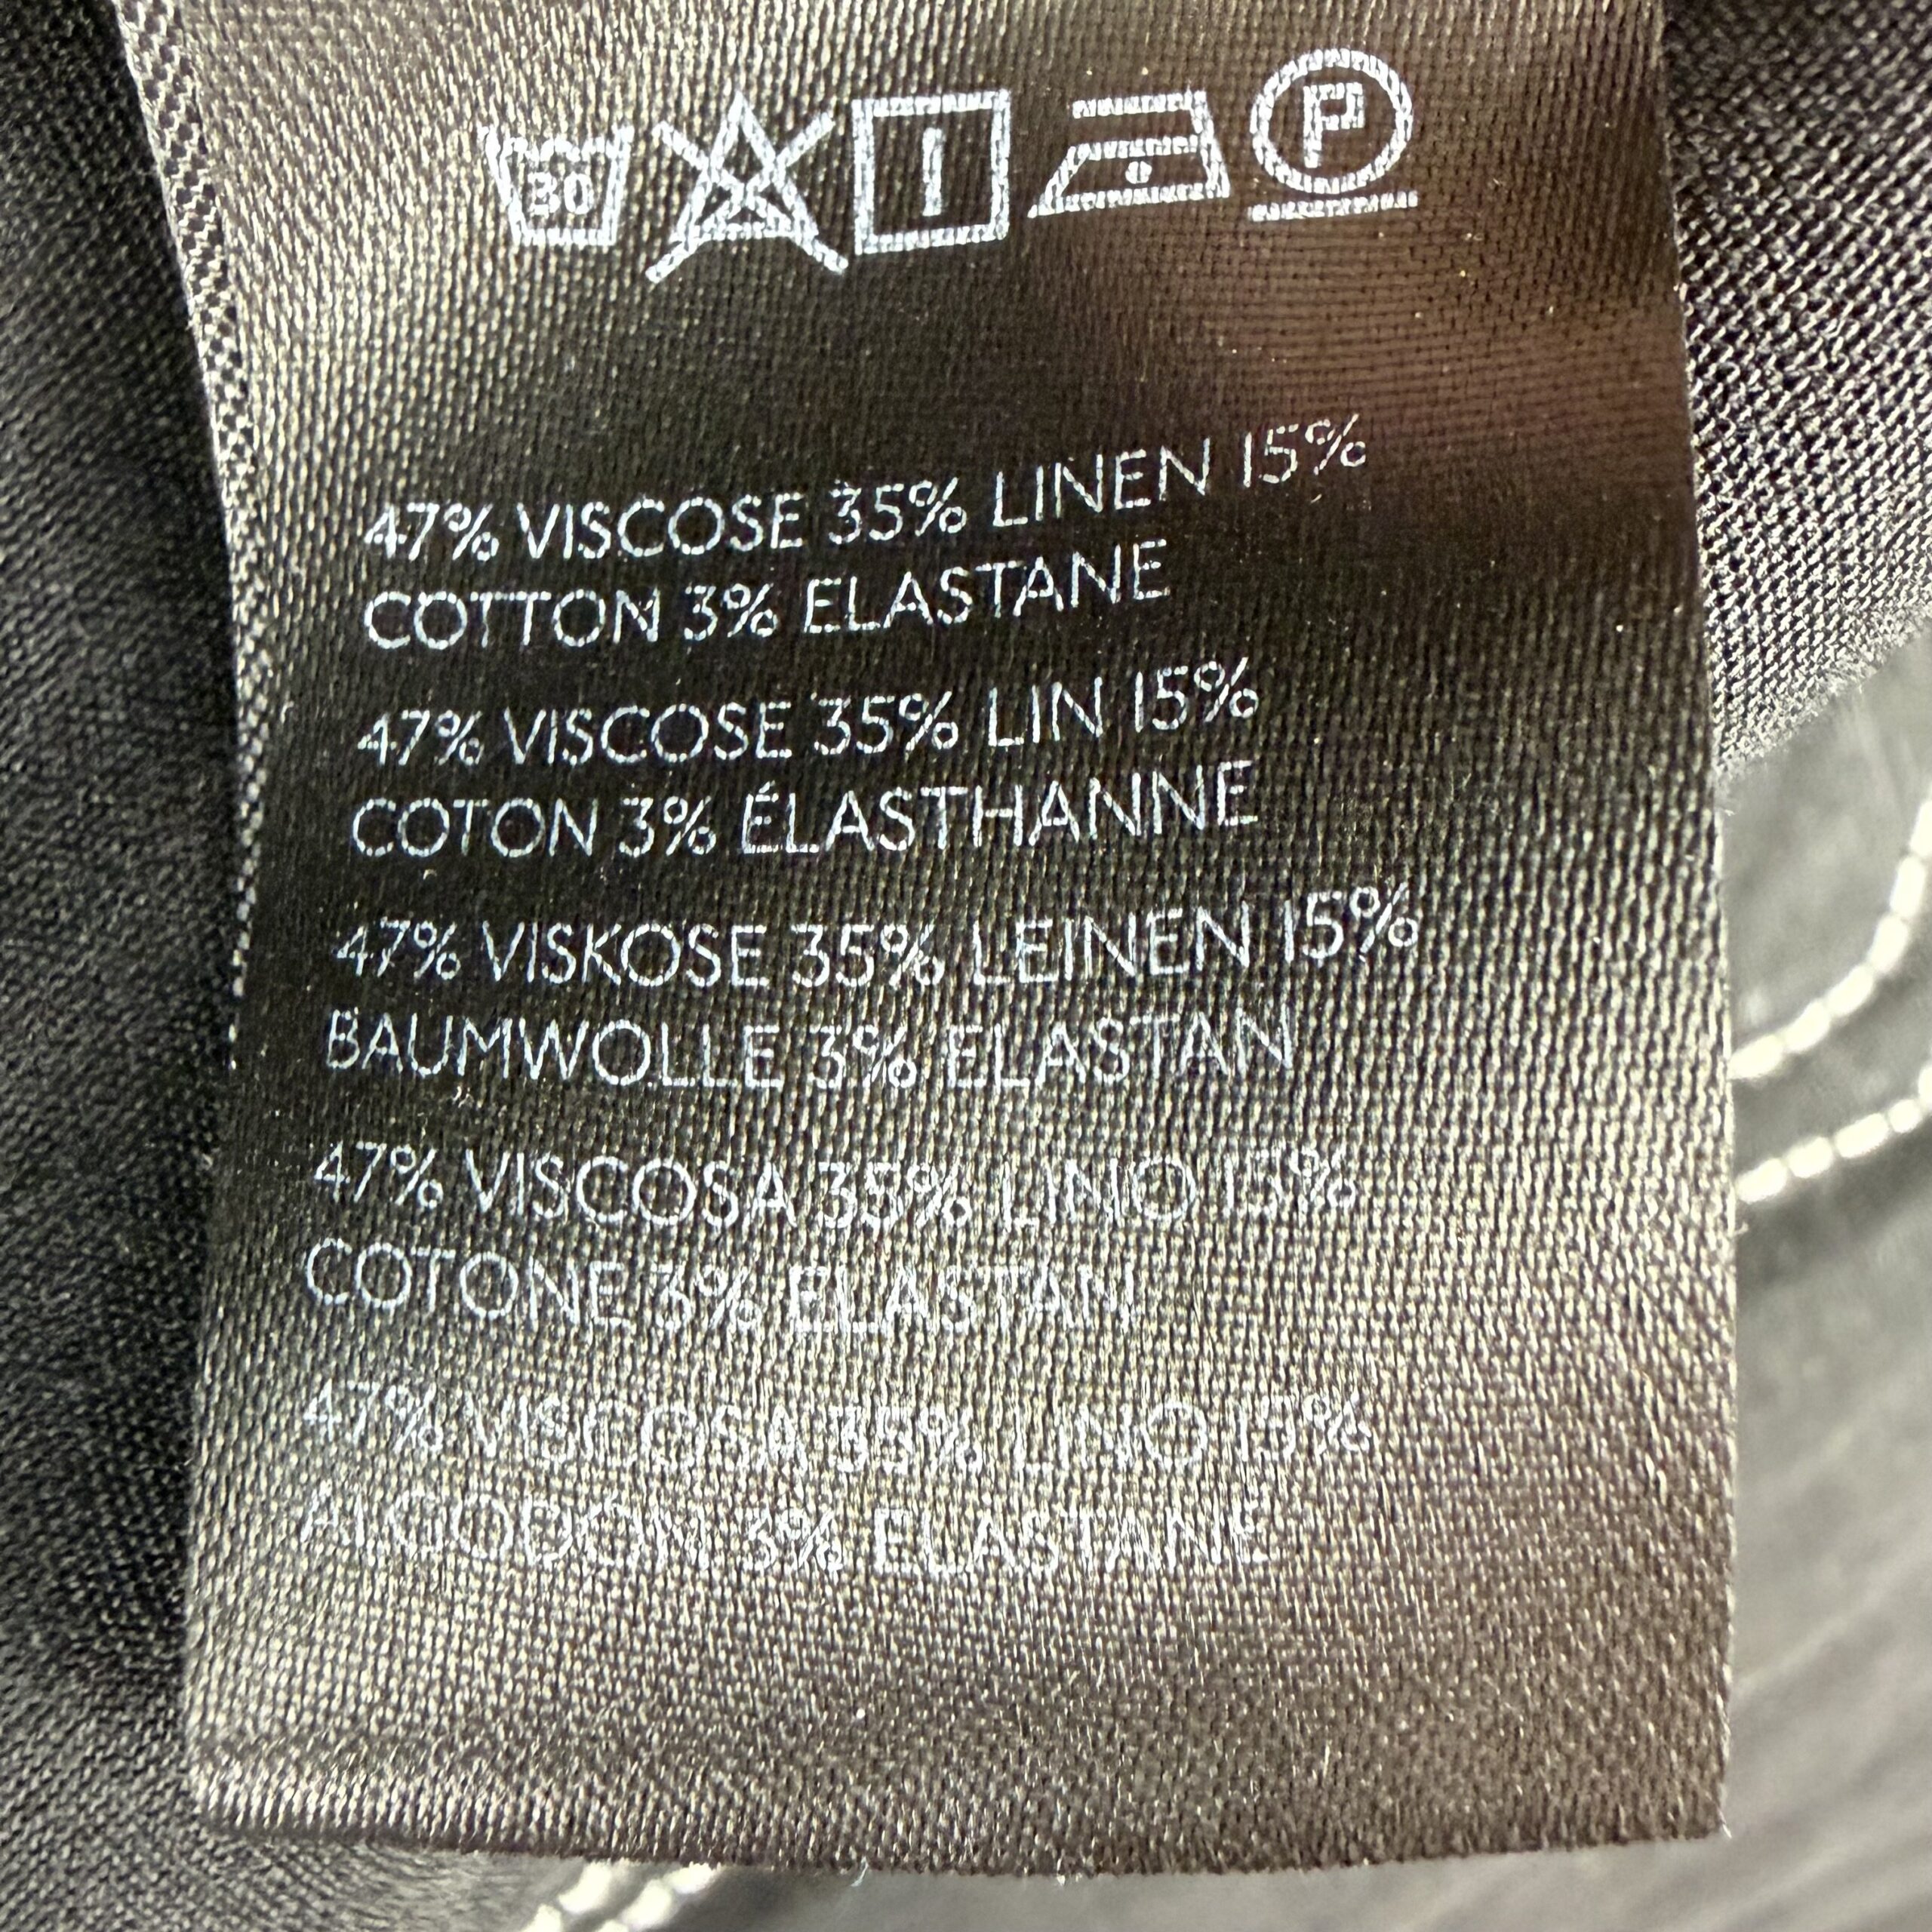 30 P
47% VISCOSE 35% LINEN 15%
COTTON 3% ELASTANE
47% VISCOSE 35% LIN 15%
COTON 3% ÉLASTHANNE
47% VISKOSE 35% LEINEN 15%
BAUMWOLLE 3% ELASTAN
47% VISCOSA 35% LINO 15%
COTONE 3% ELASTAN
47% VISCOSA 35% LINO 15%
ALGODON 3% ELASTANE